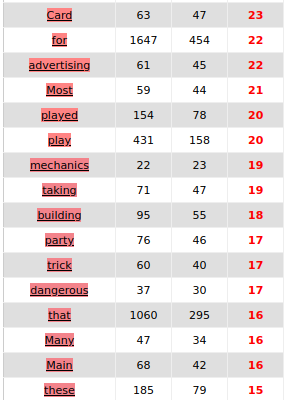 Card 63 47 23
for 1647 454 22
advertising 61 45 22
Most 59 44 21
played 154 78 20
play 431 158 20
mechanics 22 23 19
taking 71 47 19
building 95 55 18
party 76 46 17
trick 60 40 17
dangerous 37 30 17
that 1060 295 16
Many 47 34 16
Main 68 42 16
these 185 79 15